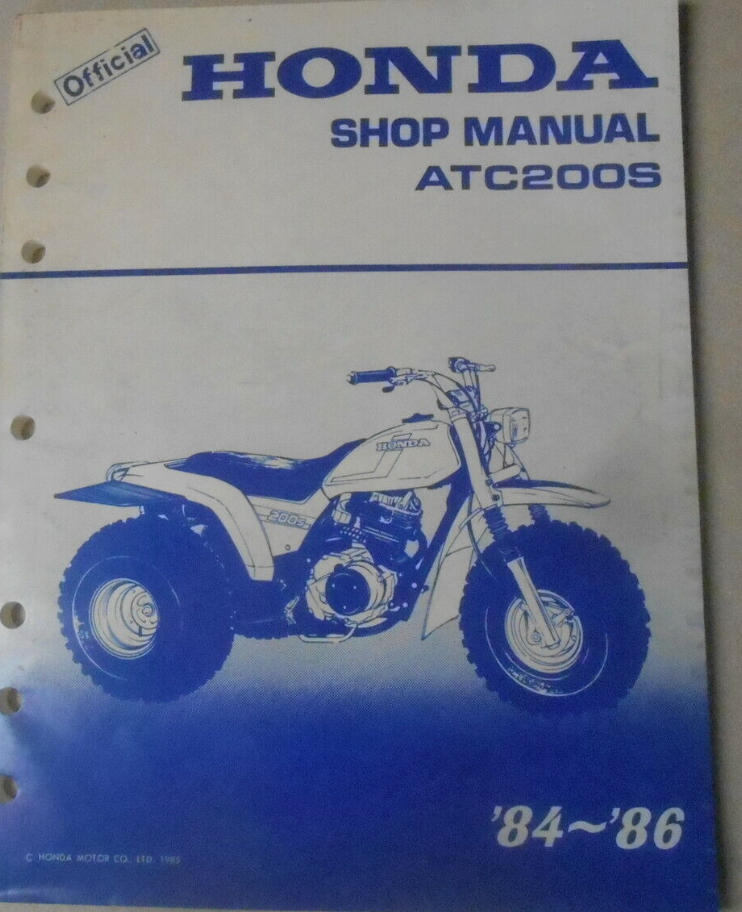 Official
HONDA
SHOP MANUAL
ATC200S
HONDA
200S
'84~'86
C HONDA MOTOR CO., LTD. 1985